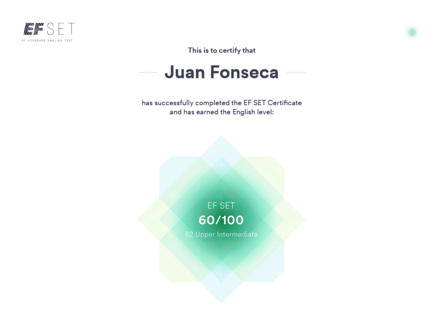 EF SET
EF STANDARD ENGLISH TEST
This is to certify that
Juan Fonseca
has successfully completed the EF SET Certificate
and has earned the English level:
EF SET
60/100
B2 Upper Intermediate